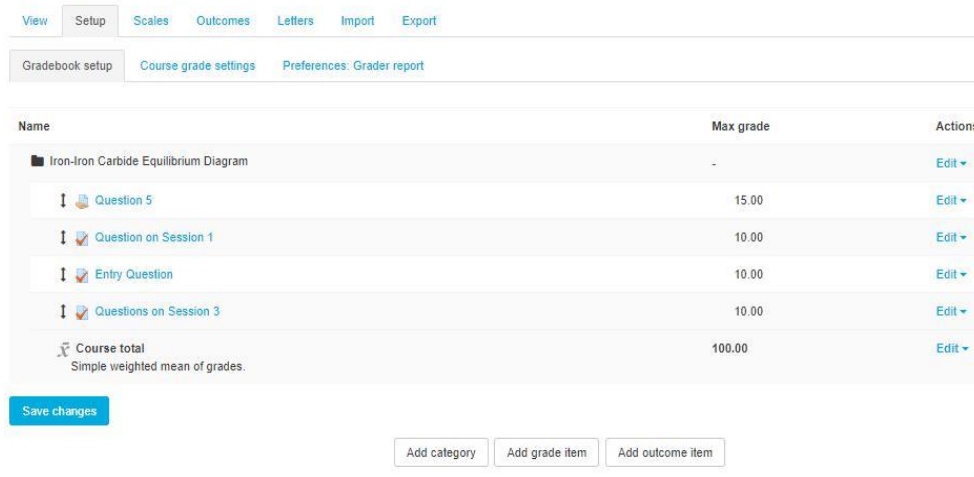 View Setup Scales Outcomes Letters Import Export
Gradebook setup Course grade settings Preferences: Grader report
Name Max grade Actions
Iron-Iron Carbide Equilibrium Diagram - Edit
Question 5 15.00 Edit
Question on Session 1 10.00 Edit
Entry Question 10.00 Edit
Questions on Session 3 10.00 Edit
x̄ Course total 100.00 Edit
Simple weighted mean of grades.
Save changes
Add category Add grade item Add outcome item